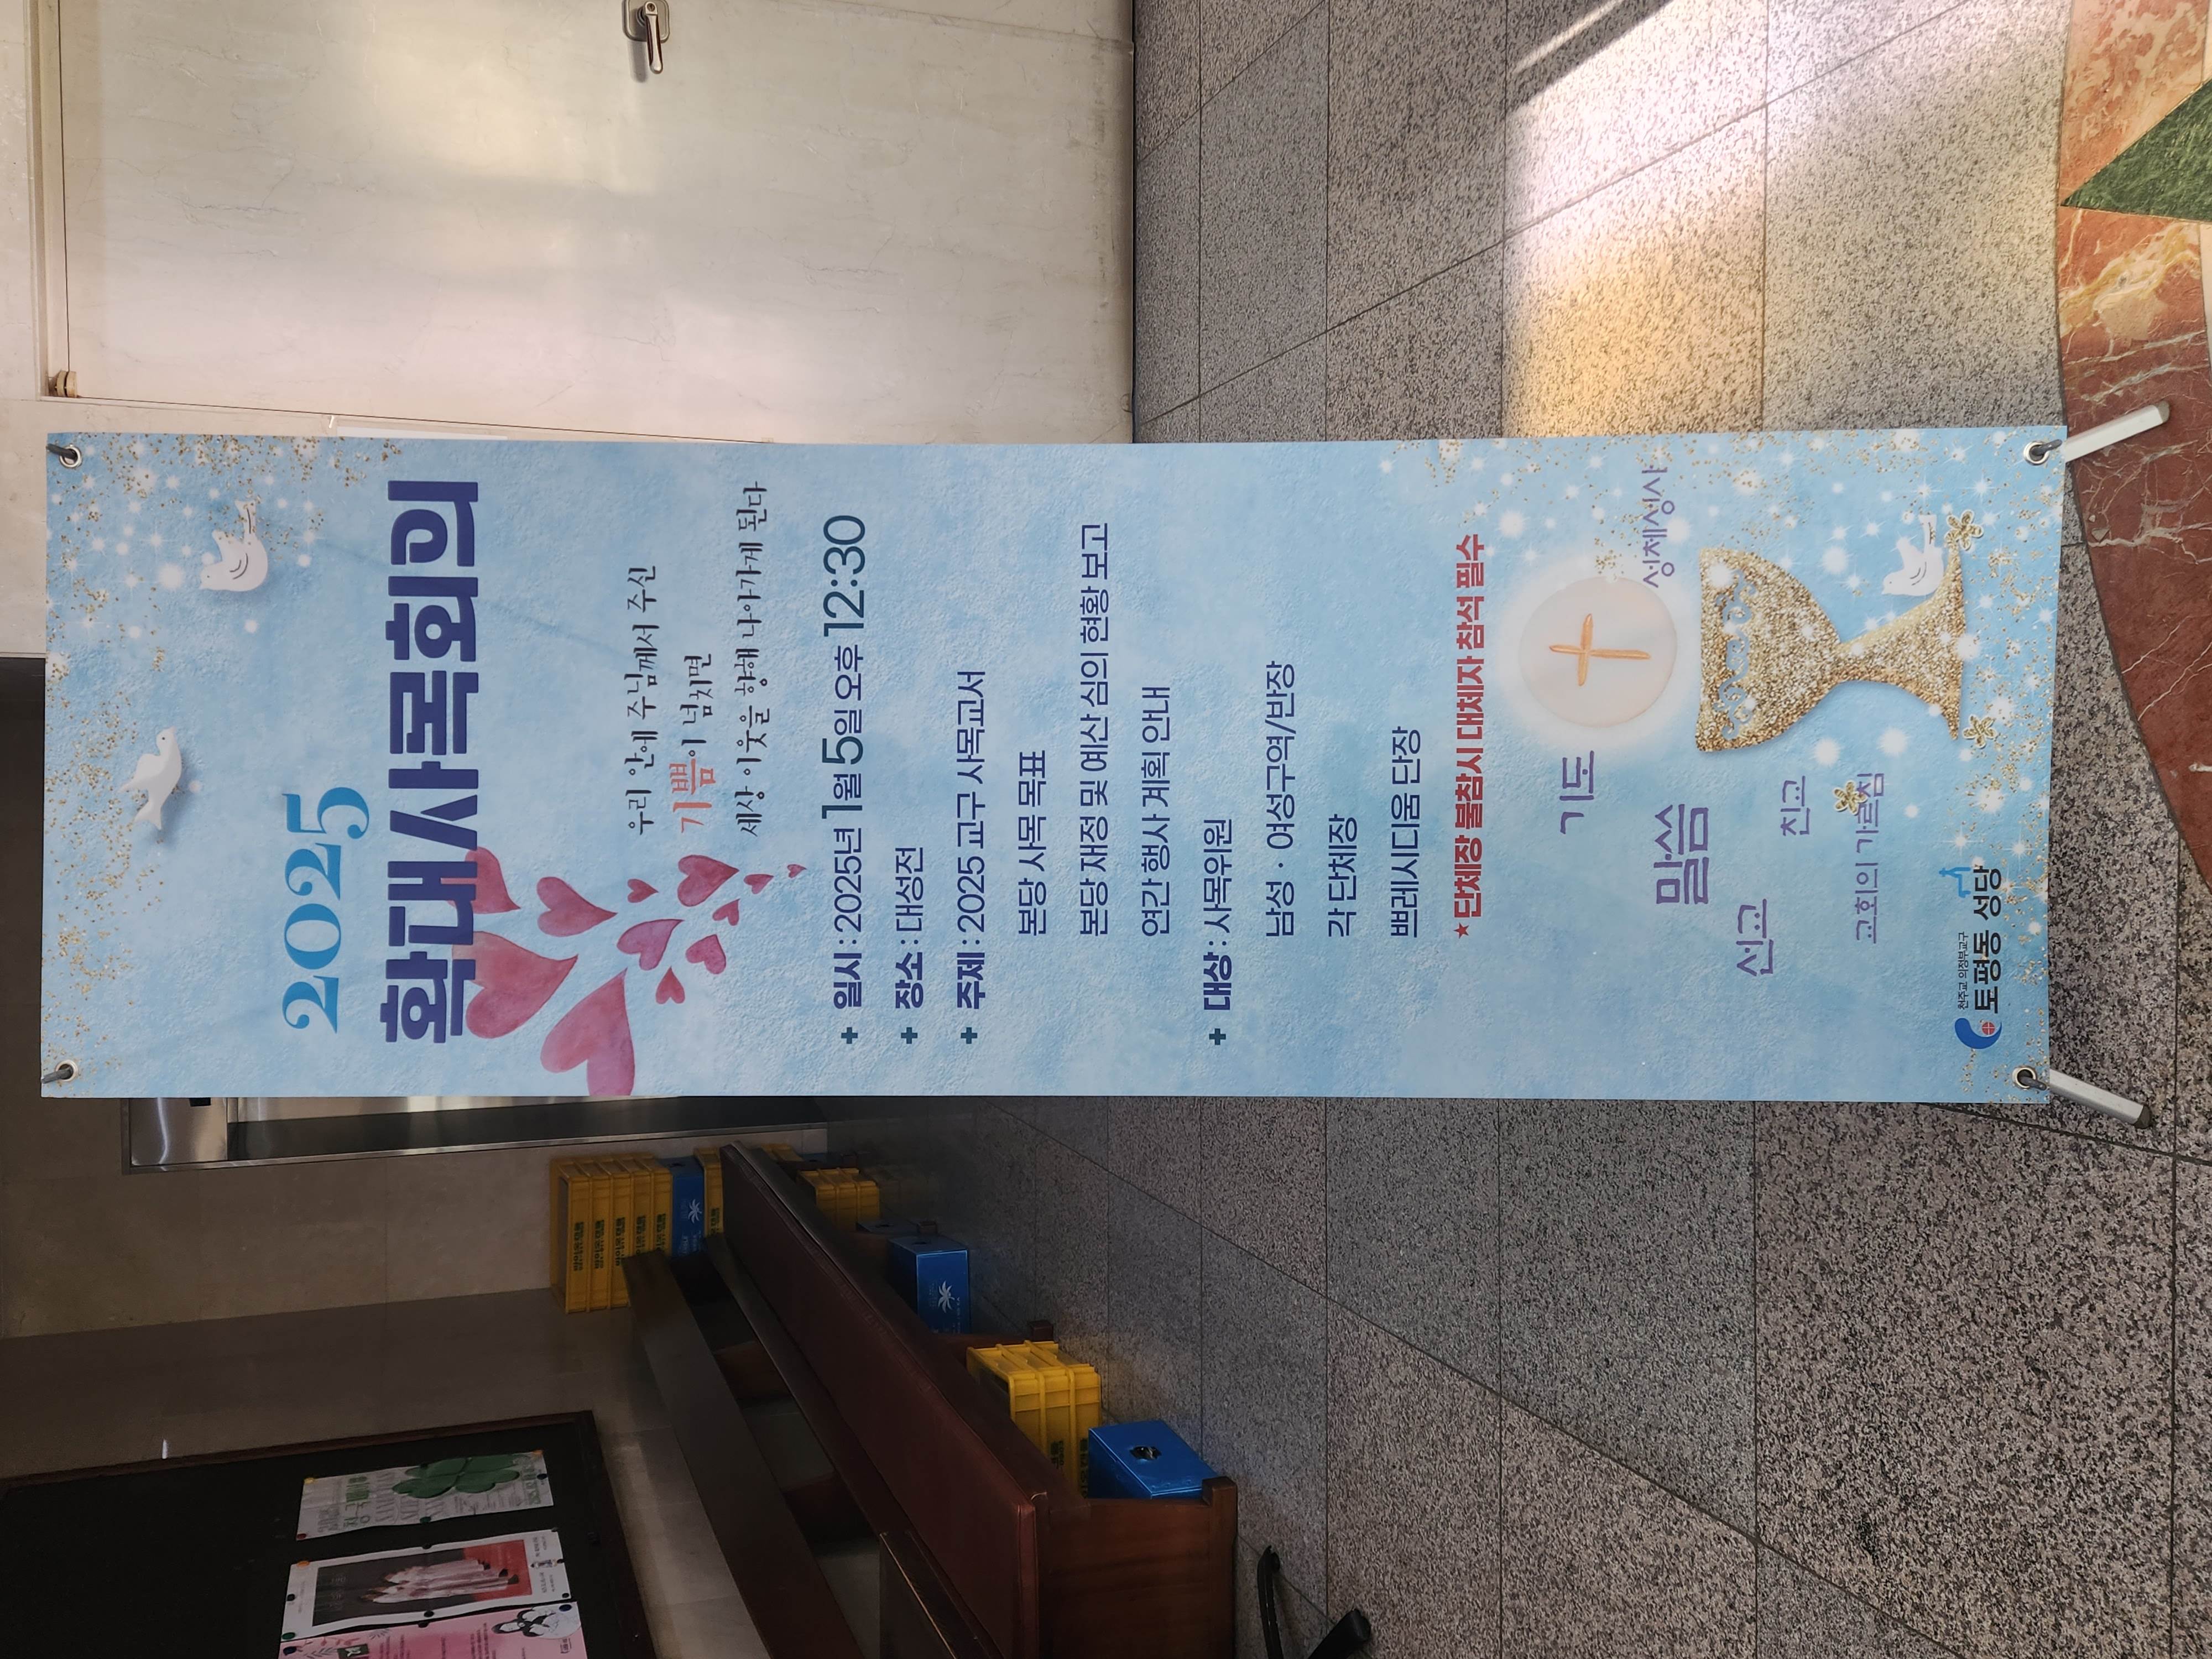 2025
확대사목회의
우리 안에 주님께서 주신
기쁨이 넘치면
세상 이웃을 향해 나아가게 된다
+ 일시 : 2025년 1월 5일 오후 12:30
+ 장소 : 대성전
+ 주제 : 2025 교구 사목교서
본당 사목 목표
본당 재정 및 예산 심의 현황 보고
연간 행사 계획 안내
+ 대상 : 사목위원
남성 · 여성구역/반장
각 단체장
쁘레시디움 단장
*단체장 불참시 대체자 참석 필수
기도
성체성사
말씀
선교
친교
교회의 가르침
천주교 의정부교구
토평동 성당